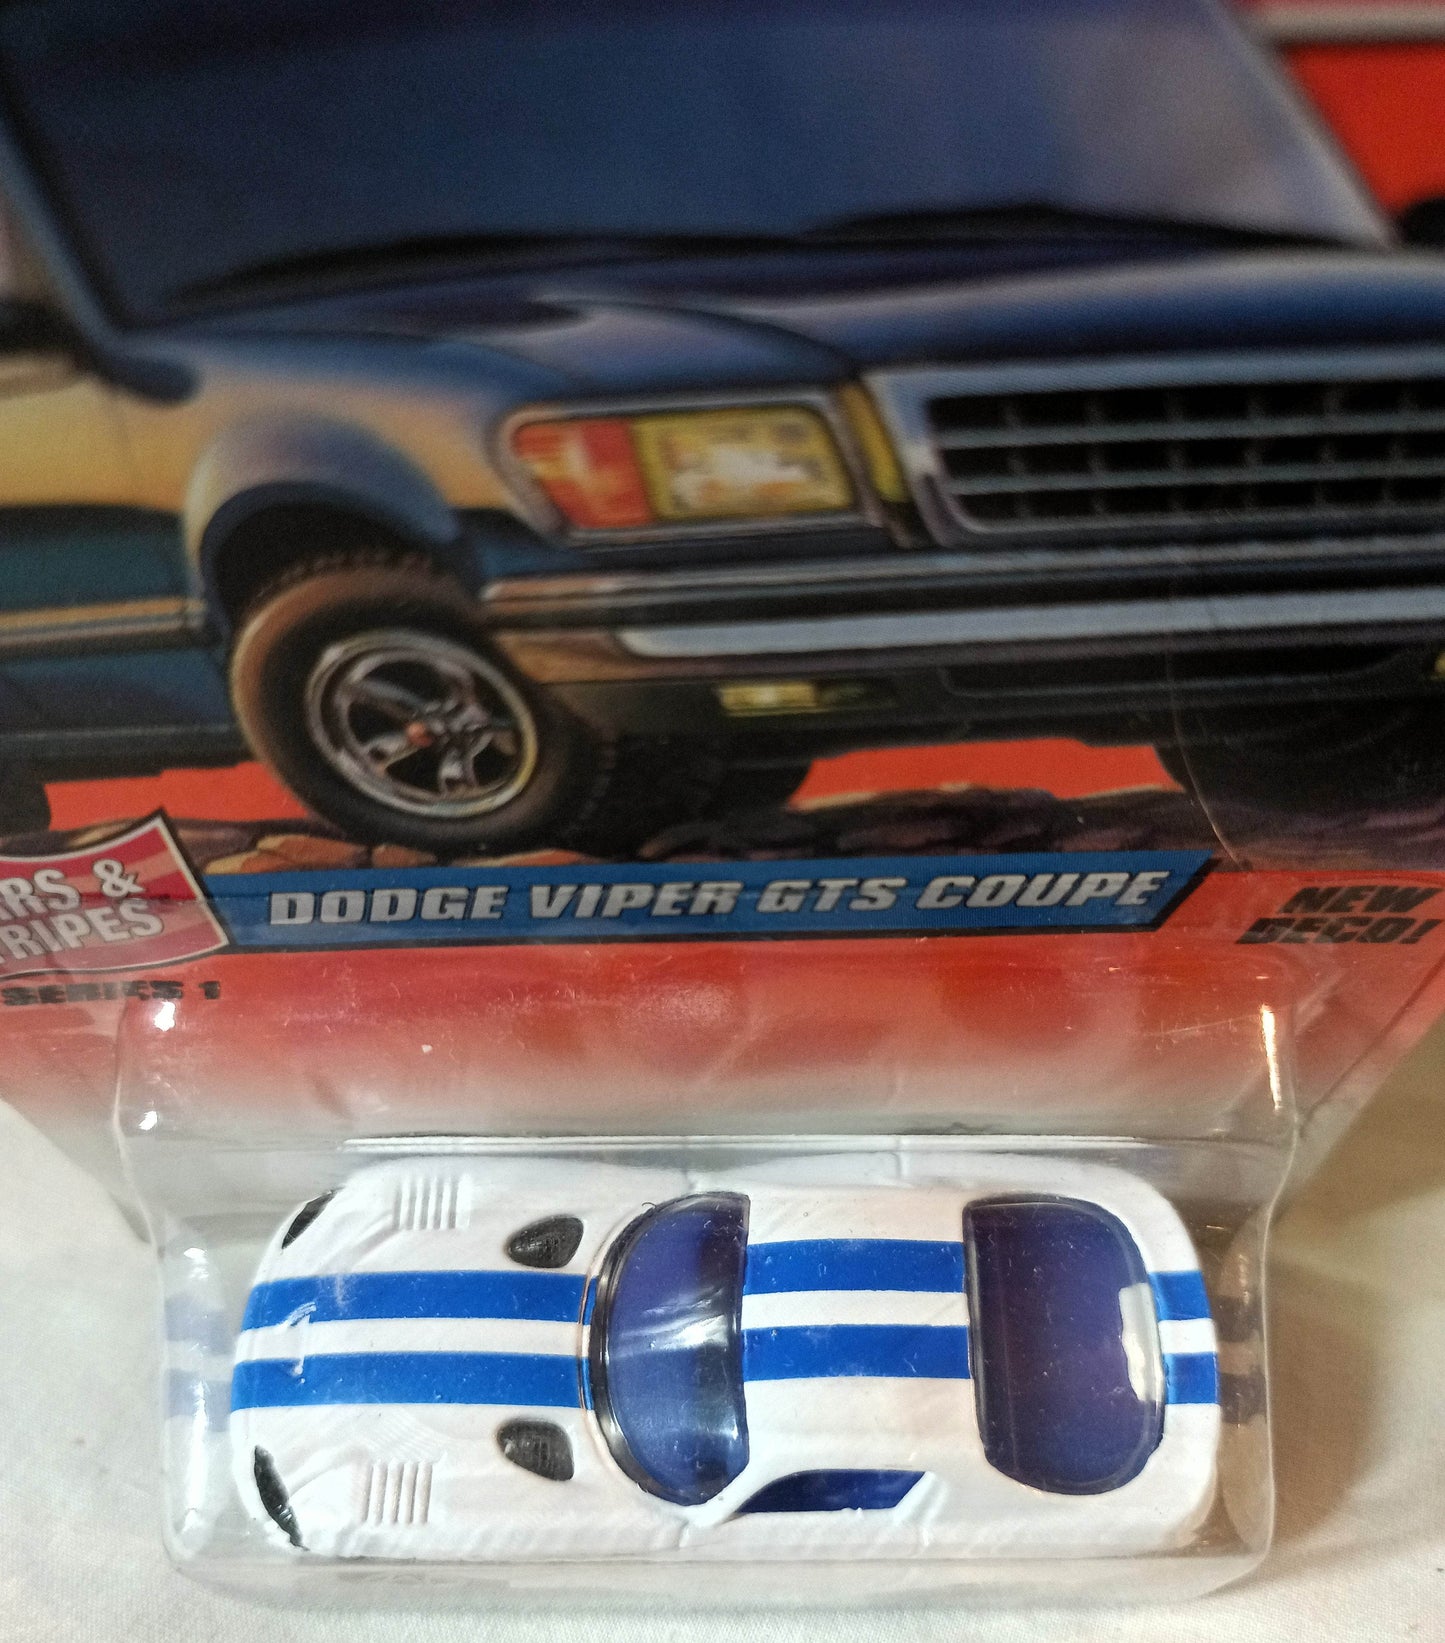 RS &
RIPES
SERIES 1
DODGE VIPER GTS COUPE
NEW
DECO!